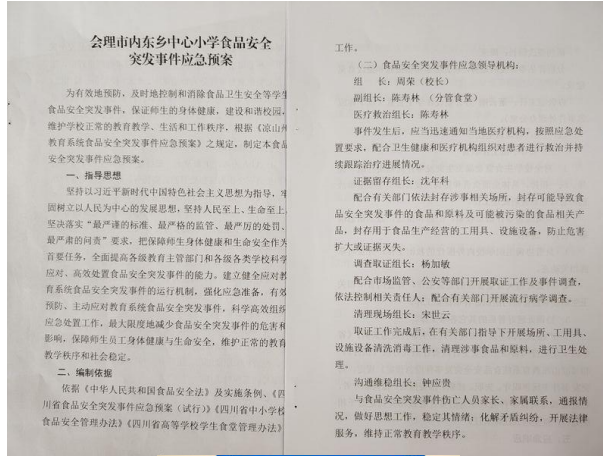 会理市内东乡中心小学食品安全
突发事件应急预案
为有效地预防，及时地控制和消除食品卫生安全等学生
食品安全突发事件，保证师生的身体健康，建设和谐校园，
维护学校正常的教育教学、生活和工作秩序，根据《凉山州
教育系统食品安全突发事件应急预案》之规定，制定本食品
安全突发事件应急预案。
一、指导思想
坚持以习近平新时代中国特色社会主义思想为指导，牢
固树立以人民为中心的发展思想，坚持人民至上、生命至上，
坚决落实“最严谨的标准、最严格的监管、最严厉的处罚、
最严肃的问责”要求，把保障师生身体健康和生命安全作为
首要任务，全面提高各级教育主管部门和各级各类学校科学
应对、高效处置食品安全突发事件的能力。建立健全应对教
育系统食品安全突发事件的运行机制，强化应急准备，有效
预防、主动应对教育系统食品安全突发事件，科学高效组织
应急处置工作，最大限度地减少食品安全突发事件的危害和
影响，保障师生员工身体健康与生命安全，维护正常的教育
教学秩序和社会稳定。
二、编制依据
依据《中华人民共和国食品安全法》及实施条例、《四
川省食品安全突发事件应急预案（试行）》《四川省中小学校
食品安全管理办法》《四川省高等学校学生食堂管理办法》
工作。
（二）食品安全突发事件应急领导机构：
组 长：周荣（校长）
副组长：陈寿林（分管食堂）
医疗救治组长：陈寿林
事件发生后，应当迅速通知当地医疗机构，按照应急处
置要求，配合卫生健康和医疗机构组织对患者进行救治并持
续跟踪治疗进展情况。
证据留存组长：沈年科
配合有关部门依法封存涉事相关场所，封存可能导致食
品安全突发事件的食品和原料及可能被污染的食品相关产
品，封存用于食品生产经营的工用具、设施设备，防止危害
扩大或证据灭失。
调查取证组长：杨加敏
配合市场监管、公安等部门开展取证工作及事件调查，
依法控制相关责任人；配合有关部门开展流行病学调查。
清理现场组长：宋世云
取证工作完成后，在有关部门指导下开展场所、工用具、
设施设备清洗消毒工作，清理涉事食品和原料，进行卫生处
理。
沟通维稳组长：钟应贵
与食品安全突发事件伤亡人员家长、家属联系，通报情
况，做好思想工作，稳定其情绪；化解矛盾纠纷，开展法律
服务，维持正常教育教学秩序。